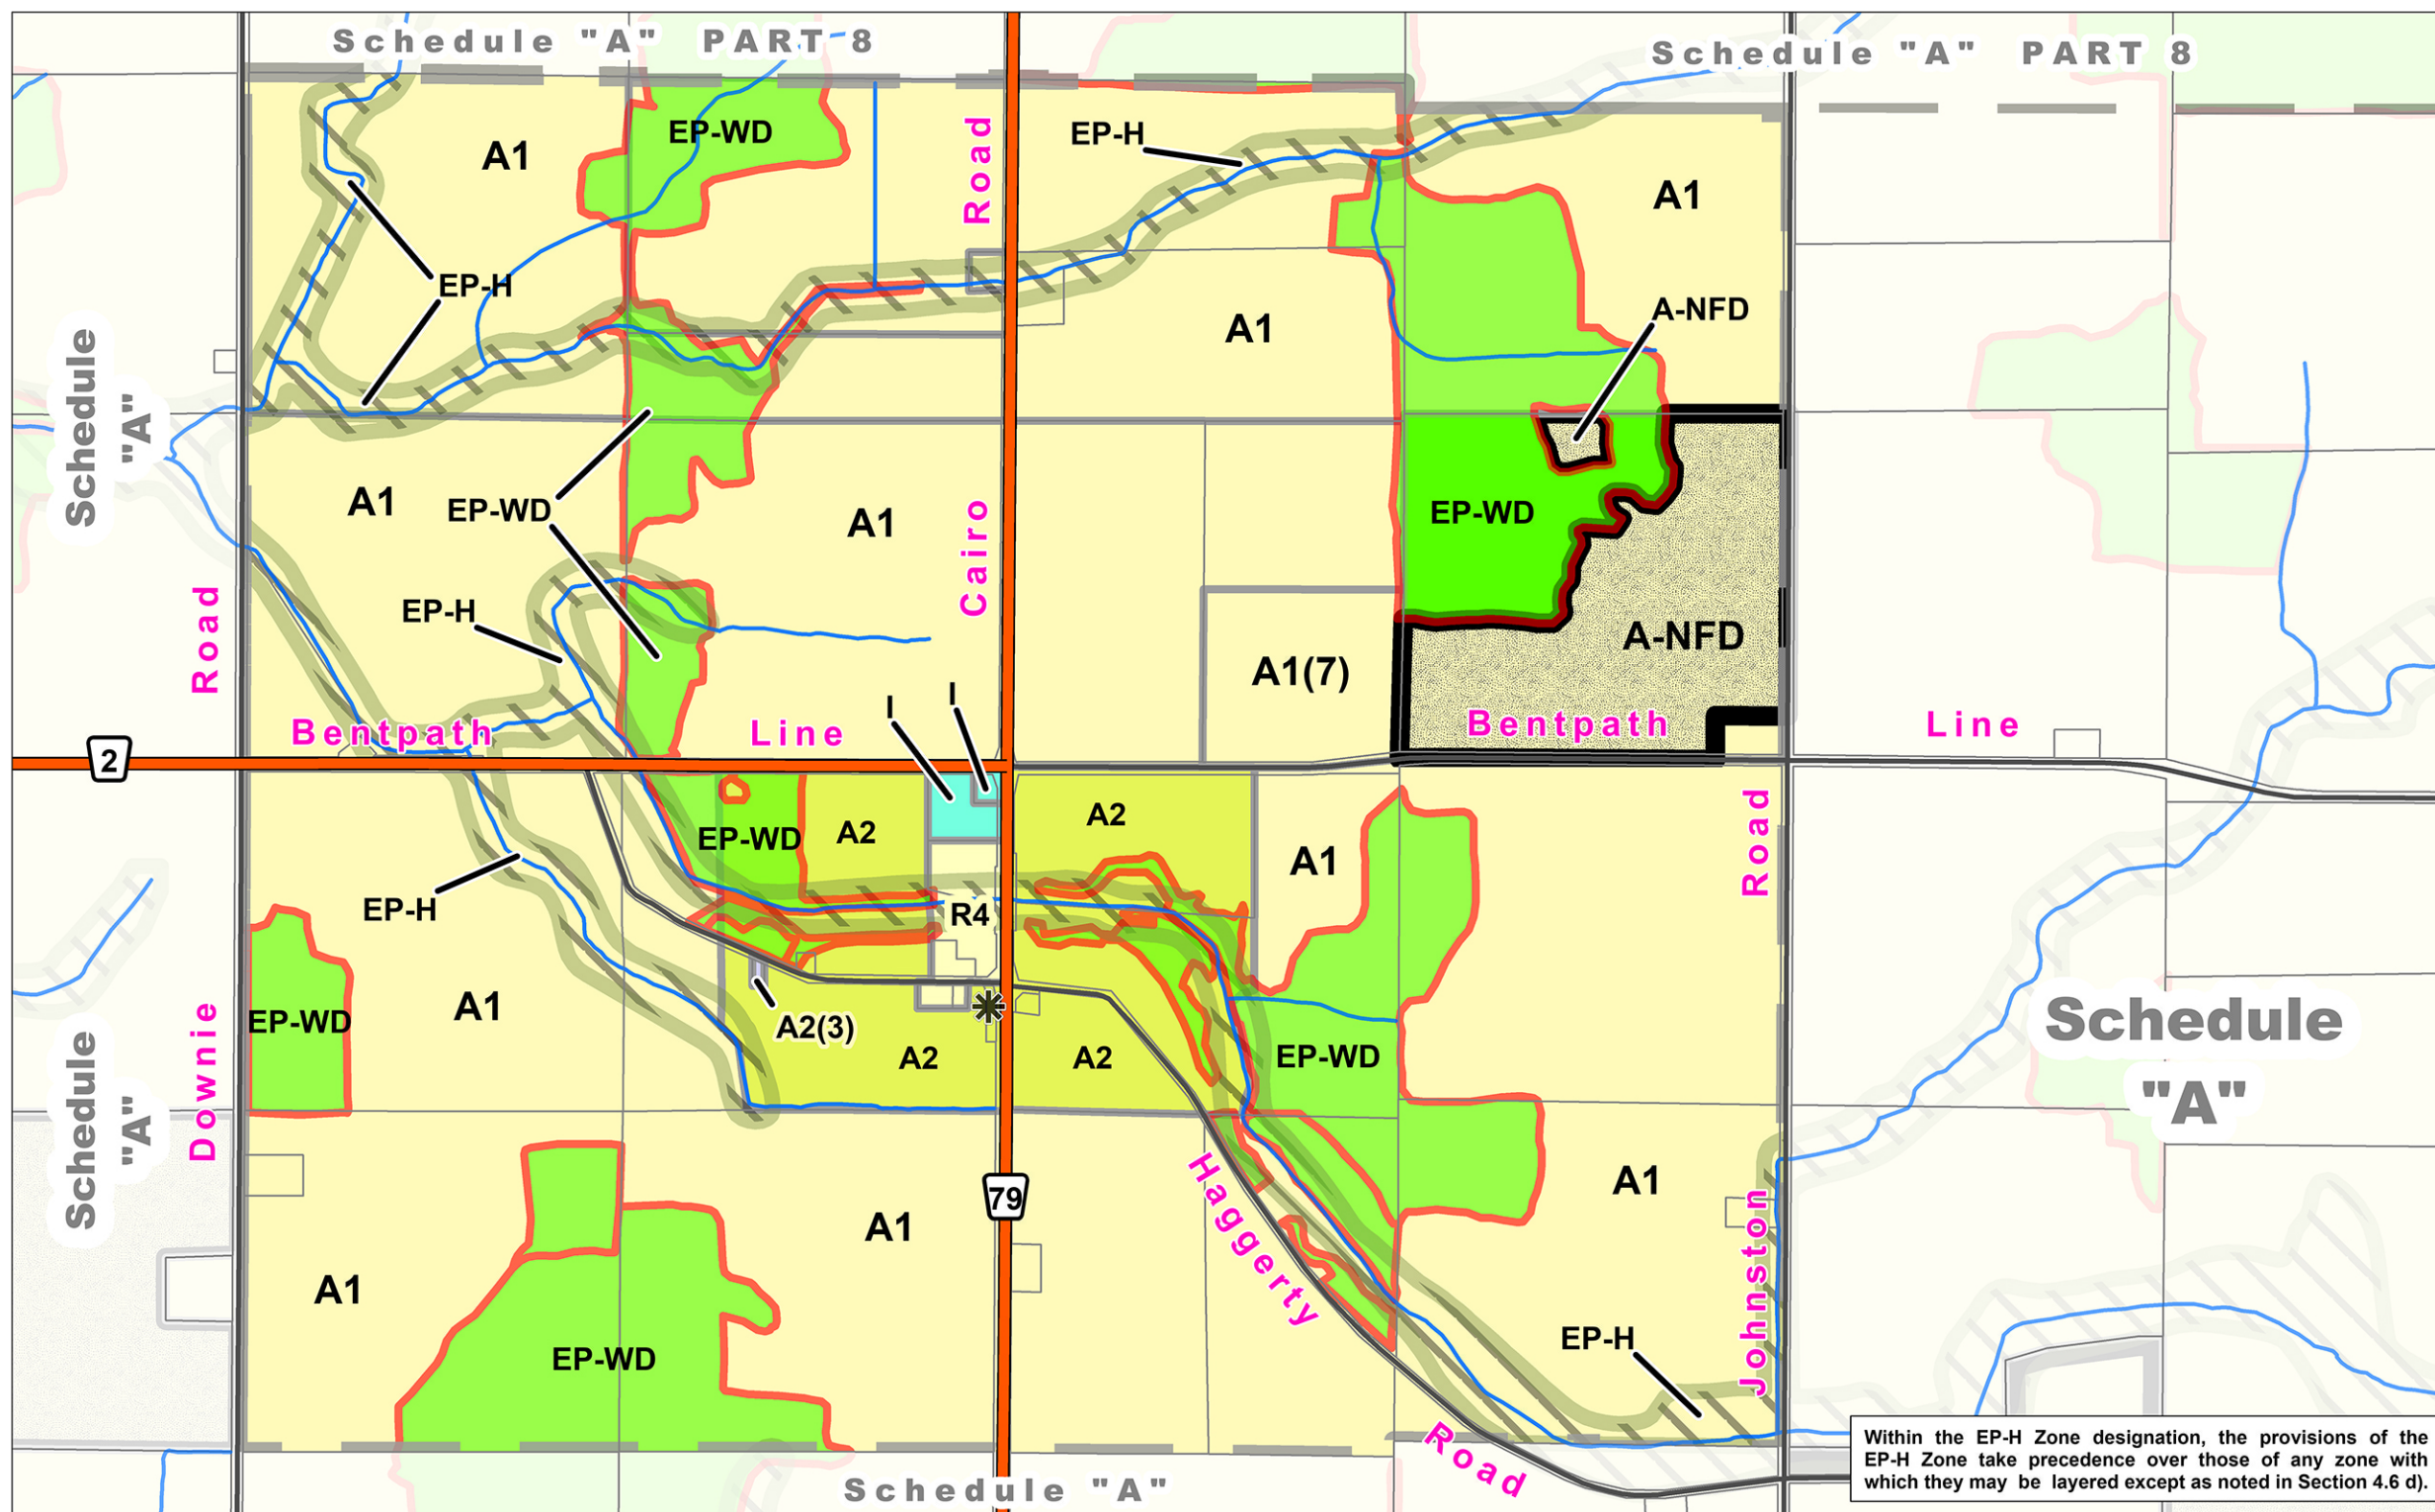 Schedule "A" PART 8
Schedule "A" PART 8
EP-WD
EP-H
A1
Road
A1
EP-H
A-NFD
A1
Schedule
"A"
A1
EP-WD
A1
EP-WD
Cairo
Road
EP-H
A-NFD
A1(7)
I
I
Bentpath
Line
Bentpath
Line
2
A2
EP-WD
A2
Road
A1
EP-H
R4
EP-WD
A1
A2(3)
Schedule
"A"
EP-WD
A2
A2
Downie
Schedule
"A"
79
A1
Haggerty
Johnston
A1
A1
EP-WD
EP-H
Road
Schedule "A"
Within the EP-H Zone designation, the provisions of the
EP-H Zone take precedence over those of any zone with
which they may be layered except as noted in Section 4.6 d).